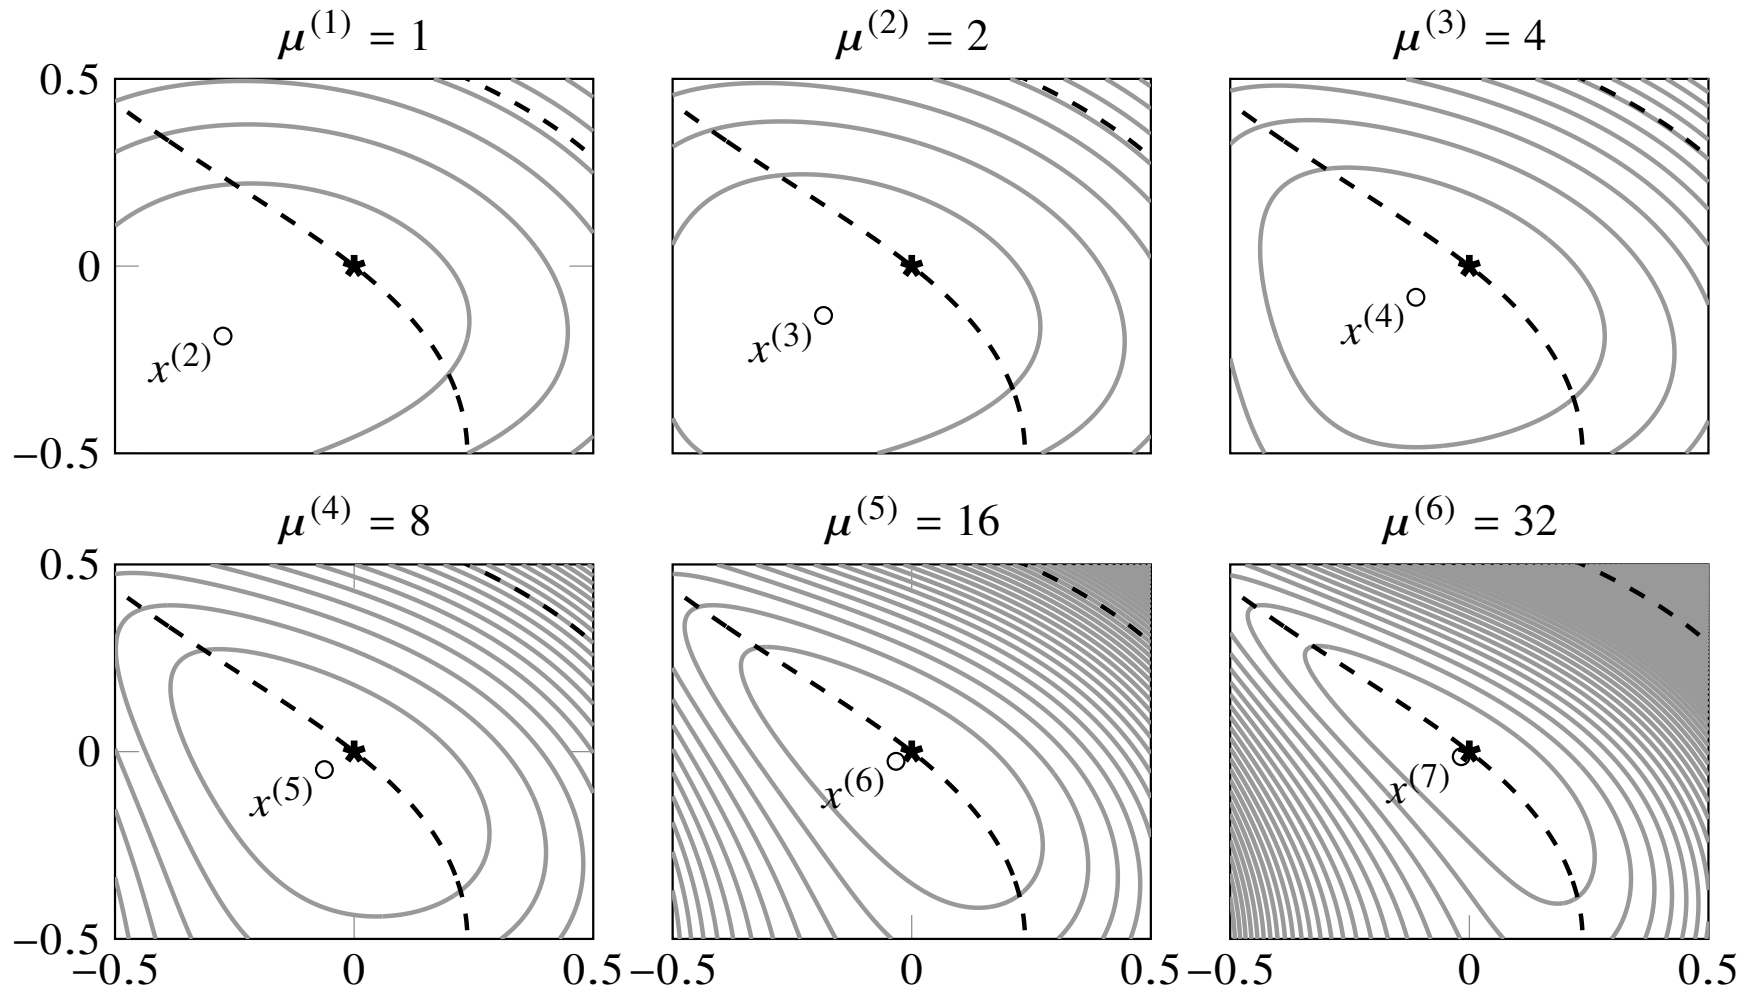 μ^(1) = 1
μ^(2) = 2
μ^(3) = 4
0.5
0
−0.5
x^(2)
x^(3)
x^(4)
μ^(4) = 8
μ^(5) = 16
μ^(6) = 32
0.5
0
−0.5
x^(5)
x^(6)
x^(7)
−0.5 0 0.5 −0.5 0 0.5 −0.5 0 0.5